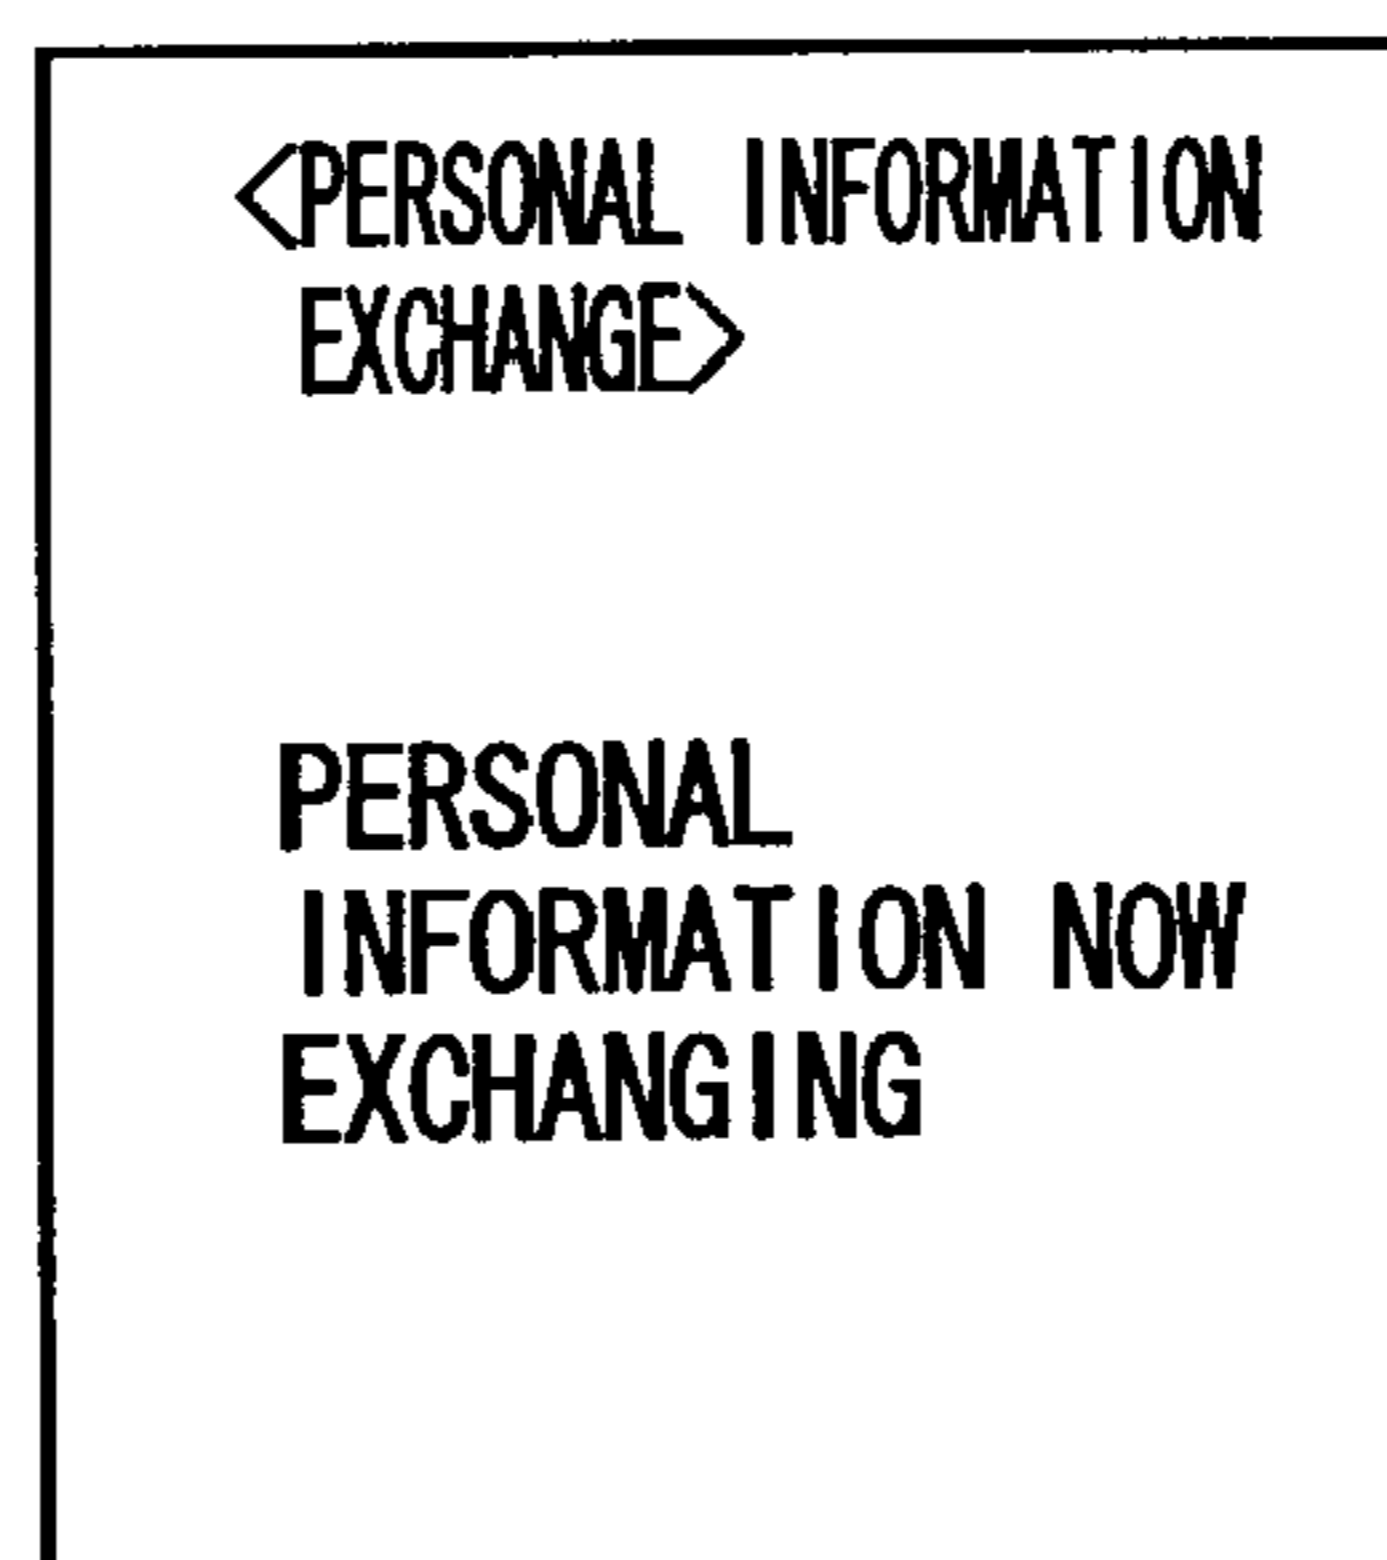 <PERSONAL INFORMATION
EXCHANGE>
PERSONAL
INFORMATION NOW
EXCHANGING